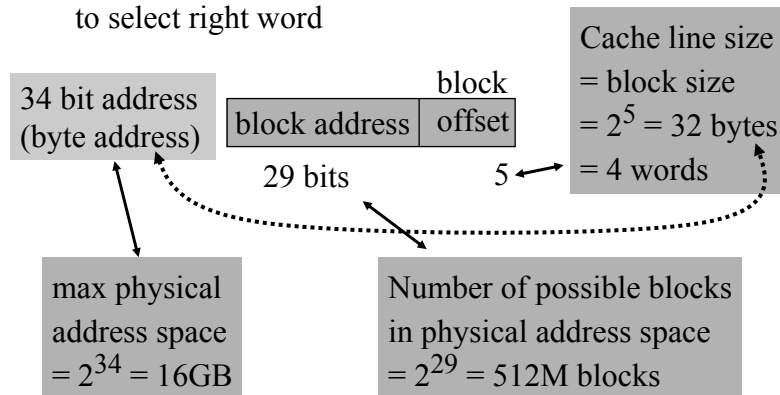 to select right word
34 bit address
(byte address)
block address
block
offset
29 bits
5
Cache line size
= block size
= 2^5 = 32 bytes
= 4 words
max physical
address space
= 2^34 = 16GB
Number of possible blocks
in physical address space
= 2^29 = 512M blocks